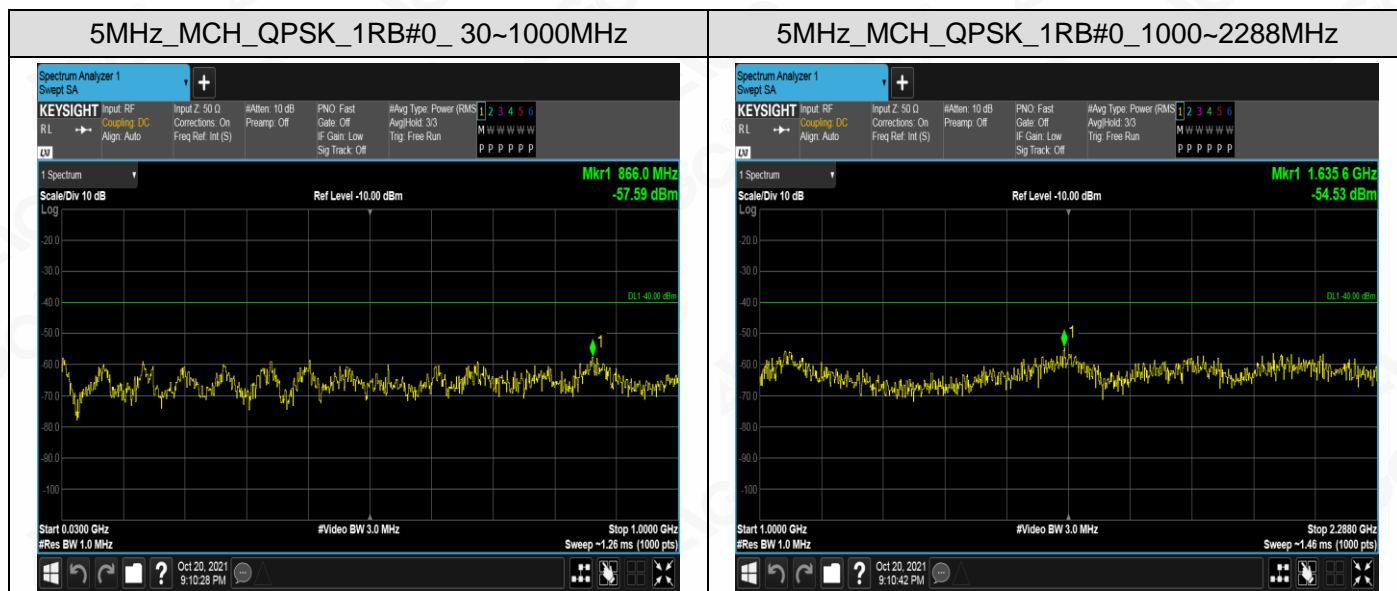 5MHz_MCH_QPSK_1RB#0_ 30~1000MHz
Spectrum Analyzer 1
Swept SA
+
KEYSIGHT Input: RF Input Z: 50 Ω #Atten: 10 dB PNO: Fast #Avg Type: Power (RMS 1 2 3 4 5 6
RL Coupling: DC Corrections: On Preamp: Off Gate: Off Avg|Hold: 3/3 M W W W W W
Align: Auto Freq Ref: Int (S) IF Gain: Low Trig: Free Run
LXI Sig Track: Off P P P P P P
1 Spectrum Mkr1 866.0 MHz
Scale/Div 10 dB Ref Level -10.00 dBm -57.59 dBm
Log
-20.0
-30.0
-40.0 DL1 -40.00 dBm
-50.0 1
-60.0
-70.0
-80.0
-90.0
-100
Start 0.0300 GHz #Video BW 3.0 MHz Stop 1.0000 GHz
#Res BW 1.0 MHz Sweep ~1.26 ms (1000 pts)
? Oct 20, 2021
9:10:28 PM
5MHz_MCH_QPSK_1RB#0_1000~2288MHz
Spectrum Analyzer 1
Swept SA
+
KEYSIGHT Input: RF Input Z: 50 Ω #Atten: 10 dB PNO: Fast #Avg Type: Power (RMS 1 2 3 4 5 6
RL Coupling: DC Corrections: On Preamp: Off Gate: Off Avg|Hold: 3/3 M W W W W W
Align: Auto Freq Ref: Int (S) IF Gain: Low Trig: Free Run
LXI Sig Track: Off P P P P P P
1 Spectrum Mkr1 1.635 6 GHz
Scale/Div 10 dB Ref Level -10.00 dBm -54.53 dBm
Log
-20.0
-30.0
-40.0 DL1 -40.00 dBm
-50.0 1
-60.0
-70.0
-80.0
-90.0
-100
Start 1.0000 GHz #Video BW 3.0 MHz Stop 2.2880 GHz
#Res BW 1.0 MHz Sweep ~1.46 ms (1000 pts)
? Oct 20, 2021
9:10:42 PM